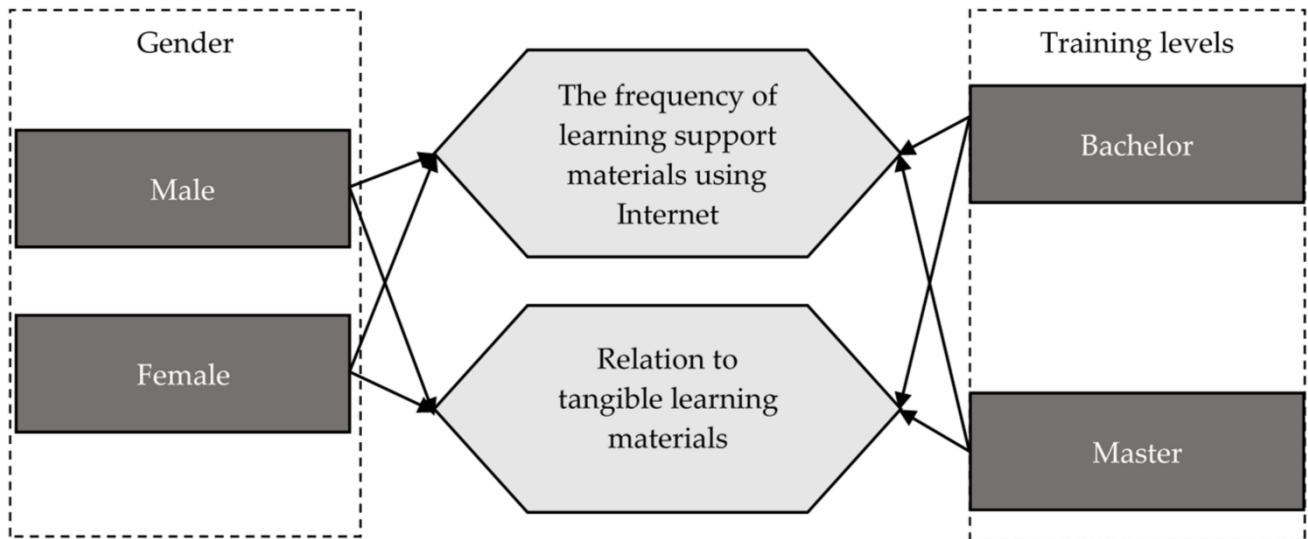 Gender
Male
Female
The frequency of
learning support
materials using
Internet
Relation to
tangible learning
materials
Training levels
Bachelor
Master